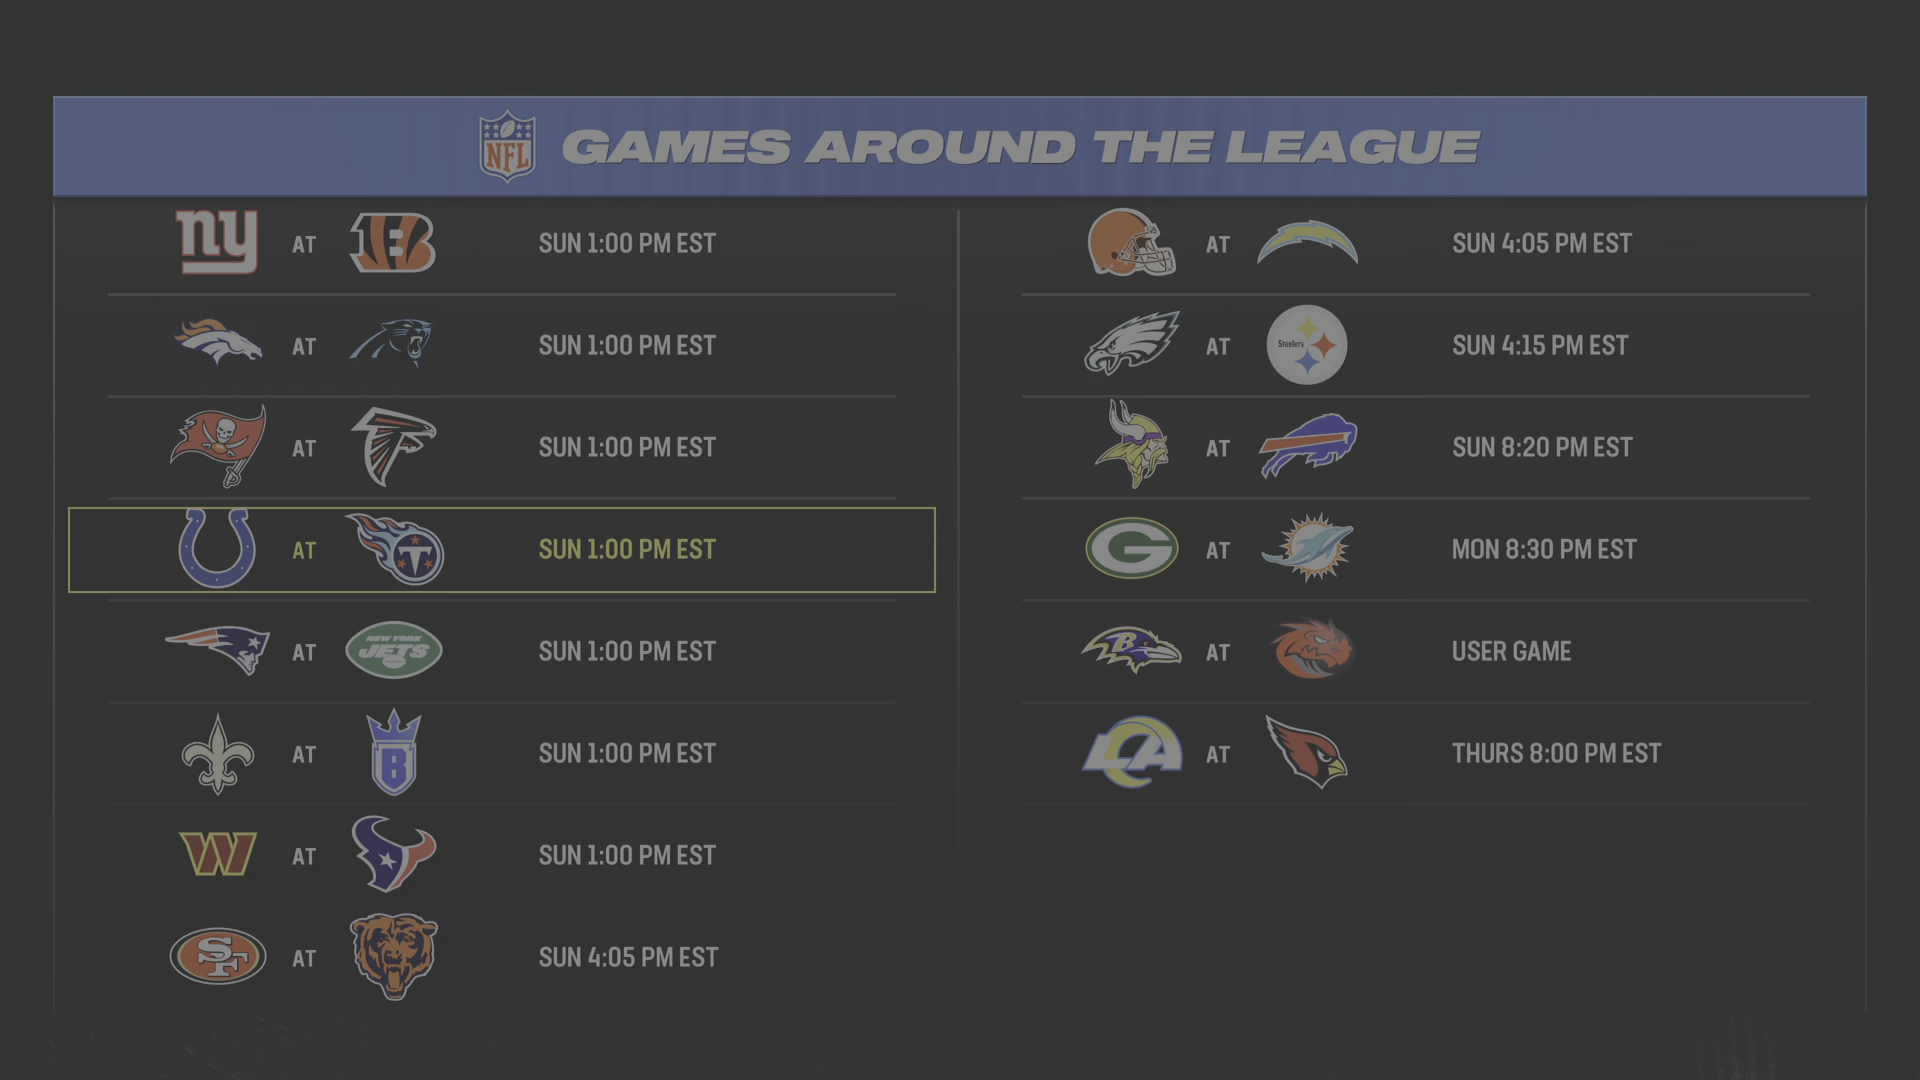 NFL GAMES AROUND THE LEAGUE
ny AT B SUN 1:00 PM EST
AT SUN 1:00 PM EST
AT SUN 1:00 PM EST
AT T SUN 1:00 PM EST
AT NEW YORK JETS SUN 1:00 PM EST
AT B SUN 1:00 PM EST
W AT SUN 1:00 PM EST
SF AT SUN 4:05 PM EST
AT SUN 4:05 PM EST
AT Steelers SUN 4:15 PM EST
AT SUN 8:20 PM EST
G AT MON 8:30 PM EST
B AT USER GAME
LA AT THURS 8:00 PM EST